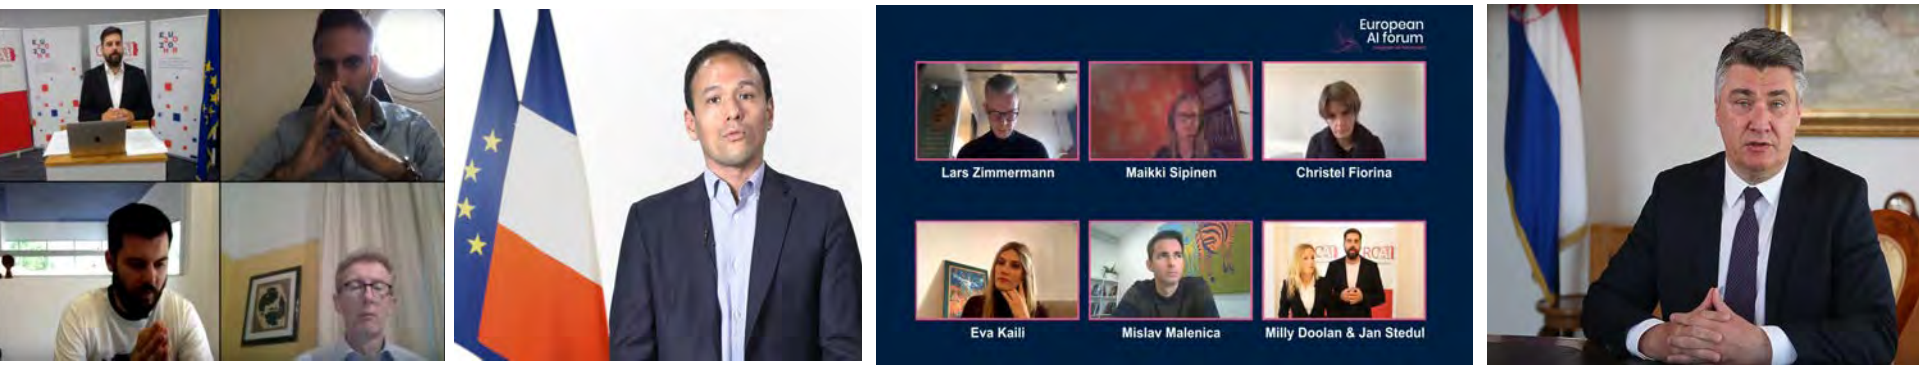 European
AI forum
Lars Zimmermann
Maikki Sipinen
Christel Fiorina
Eva Kaili
Mislav Malenica
Milly Doolan & Jan Stedul